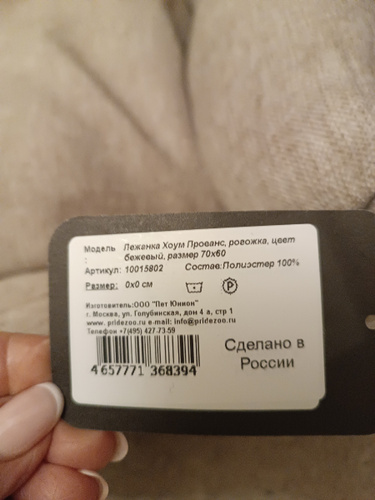 Модель Лежанка Хоум Прованс, рогожка, цвет
: бежевый, размер 70х60
Артикул: 10015802 Состав:Полиэстер 100%
Размер: 0х0 см
P
Изготовитель:ООО "Пет Юнион"
г. Москва, ул. Голубинская, дом 4 а, стр 1
www. pridezoo.ru e-mail: info@pridezoo.ru
Телефон +7(495) 427-73-59
4 657771 368394
Сделано в
России